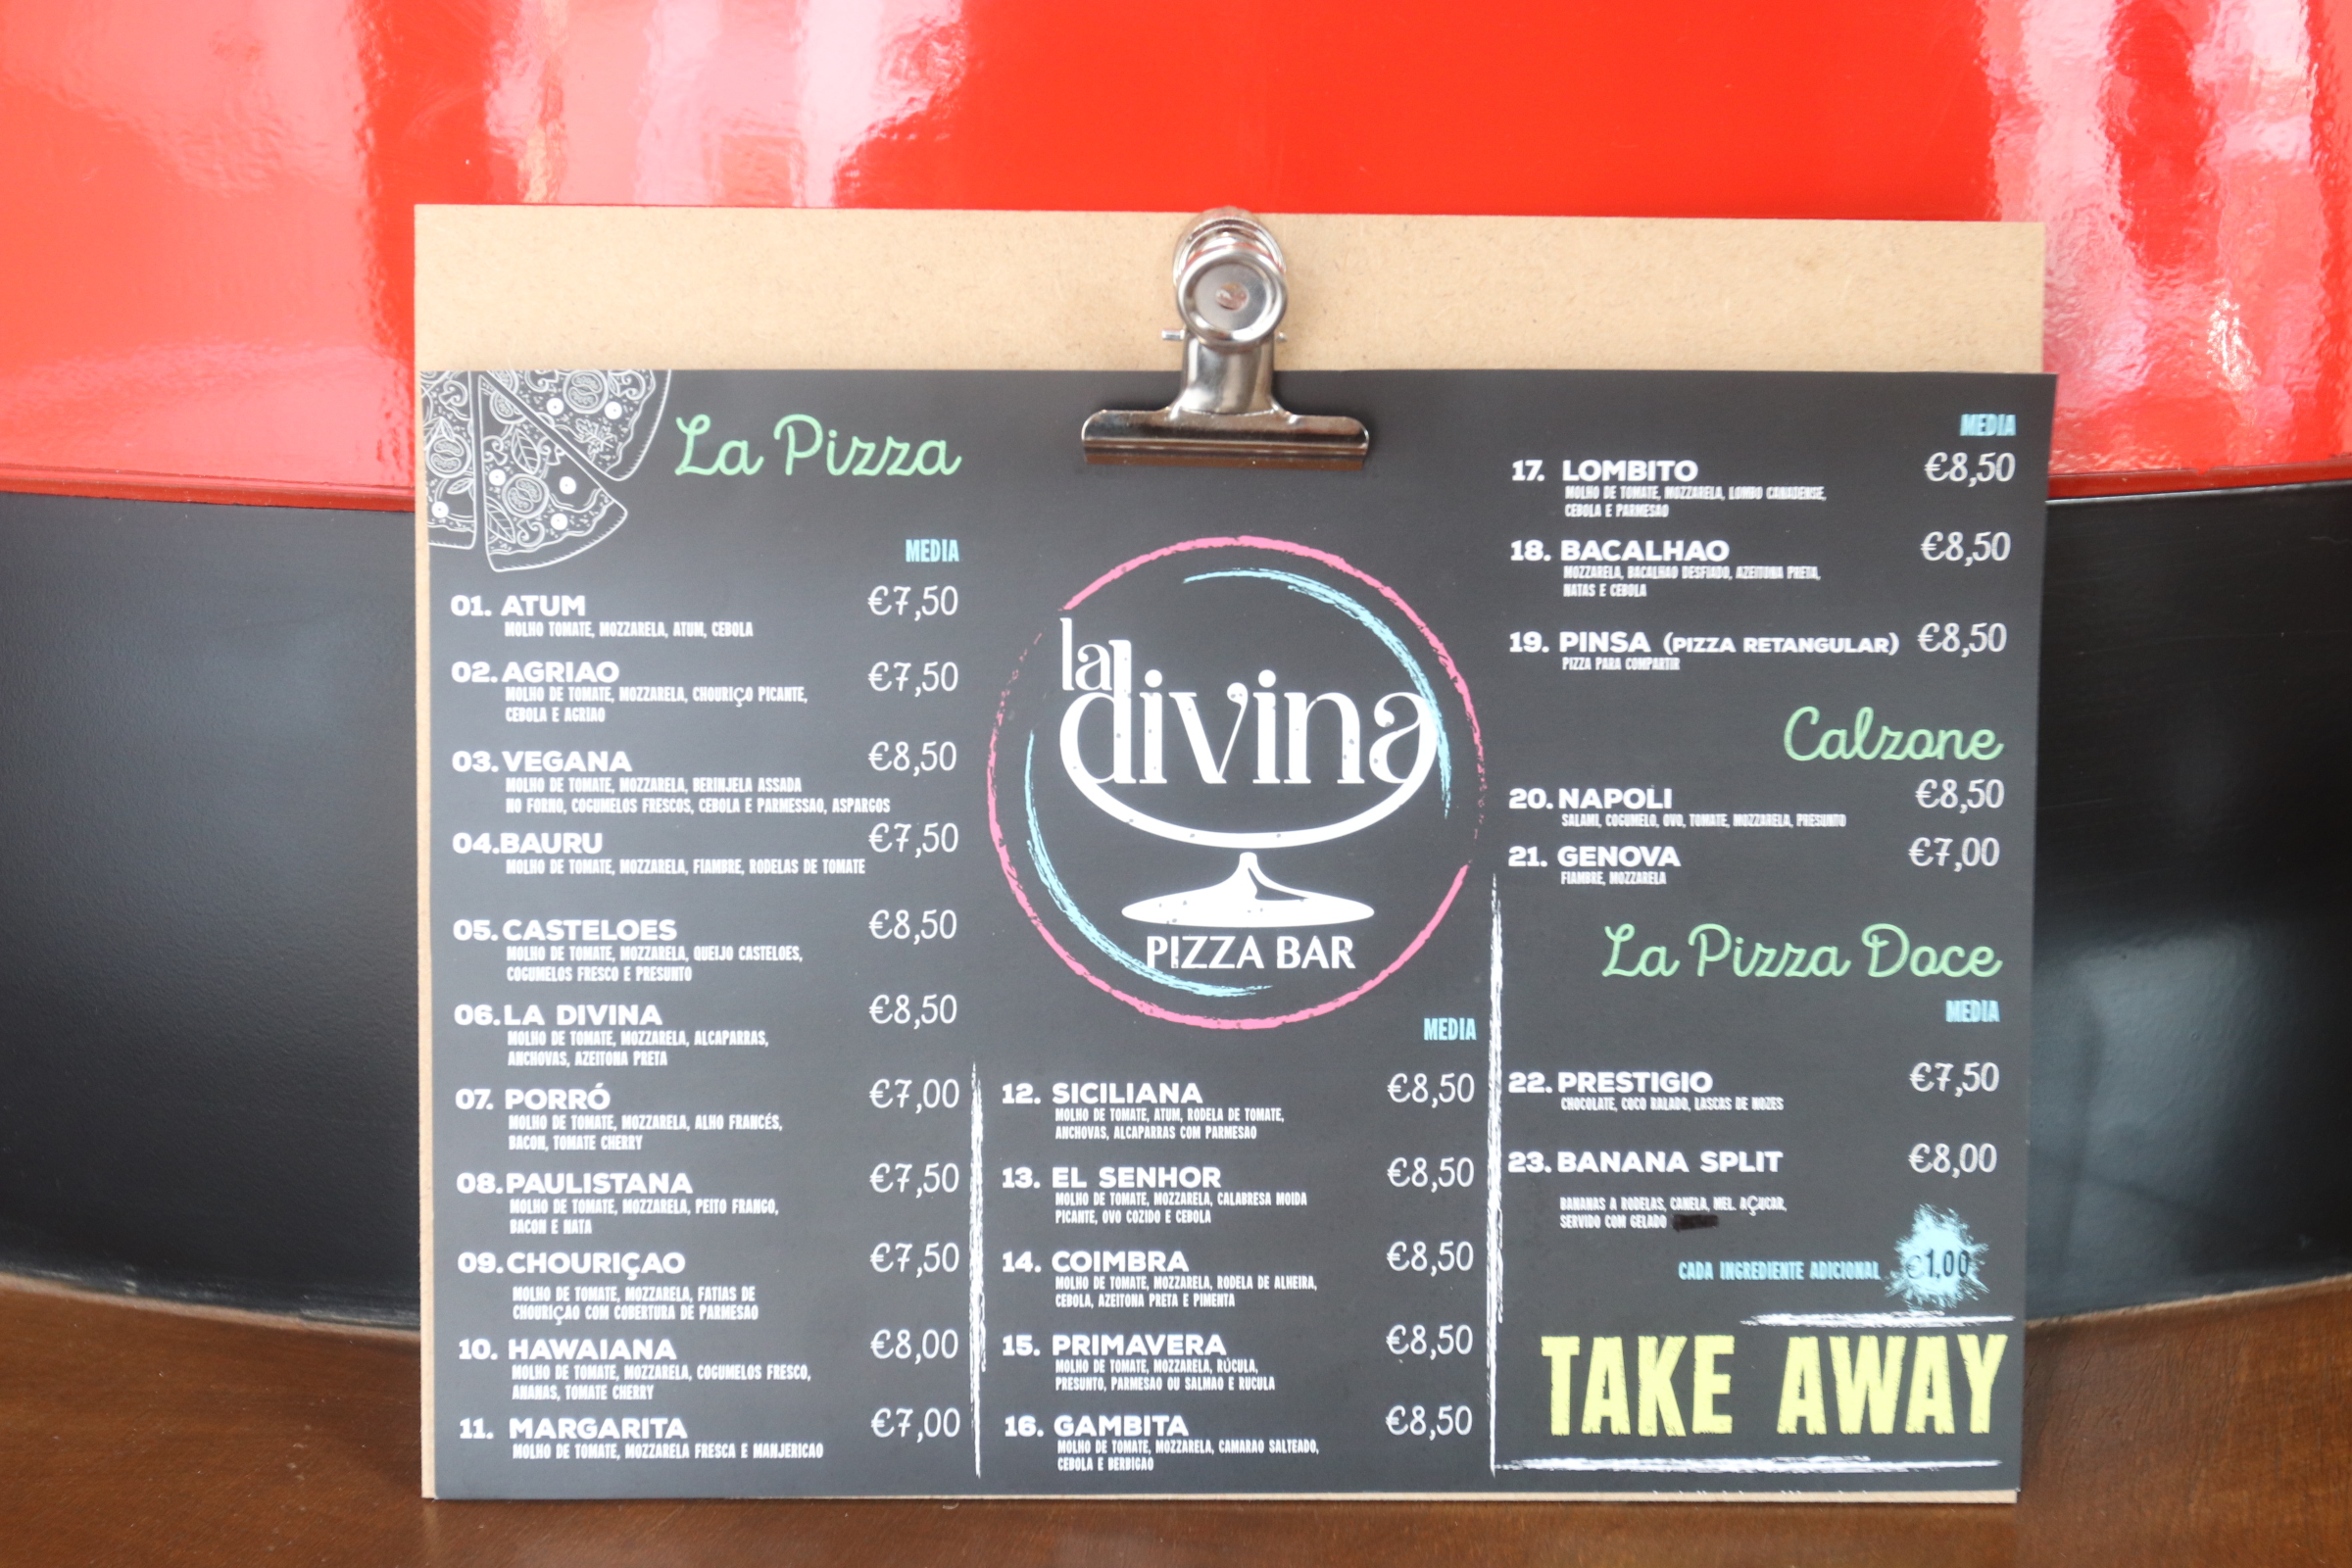 La Pizza
MEDIA
01. ATUM €7,50
MOLHO TOMATE, MOZZARELA, ATUM, CEBOLA
02. AGRIAO €7,50
MOLHO DE TOMATE, MOZZARELA, CHOURIÇO PICANTE,
CEBOLA E AGRIAO
03. VEGANA €8,50
MOLHO DE TOMATE, MOZZARELA, BERINJELA ASSADA
NO FORNO, COGUMELOS FRESCOS, CEBOLA E PARMESSAO, ASPARGOS
04. BAURU €7,50
MOLHO DE TOMATE, MOZZARELA, FIAMBRE, RODELAS DE TOMATE
05. CASTELOES €8,50
MOLHO DE TOMATE, MOZZARELA, QUEIJO CASTELOES,
COGUMELOS FRESCO E PRESUNTO
06. LA DIVINA €8,50
MOLHO DE TOMATE, MOZZARELA, ALCAPARRAS,
ANCHOVAS, AZEITONA PRETA
07. PORRÓ €7,00
MOLHO DE TOMATE, MOZZARELA, ALHO FRANCÉS,
BACON, TOMATE CHERRY
08. PAULISTANA €7,50
MOLHO DE TOMATE, MOZZARELA, PEITO FRANGO,
BACON E NATA
09. CHOURIÇAO €7,50
MOLHO DE TOMATE, MOZZARELA, FATIAS DE
CHOURIÇAO COM COBERTURA DE PARMESAO
10. HAWAIANA €8,00
MOLHO DE TOMATE, MOZZARELA, COGUMELOS FRESCO,
ANANAS, TOMATE CHERRY
11. MARGARITA €7,00
MOLHO DE TOMATE, MOZZARELA FRESCA E MANJERICAO
la
divina
PIZZA BAR
MEDIA
12. SICILIANA €8,50
MOLHO DE TOMATE, ATUM, RODELA DE TOMATE,
ANCHOVAS, ALCAPARRAS COM PARMESAO
13. EL SENHOR €8,50
MOLHO DE TOMATE, MOZZARELA, CALABRESA MOIDA
PICANTE, OVO COZIDO E CEBOLA
14. COIMBRA €8,50
MOLHO DE TOMATE, MOZZARELA, RODELA DE ALHEIRA,
CEBOLA, AZEITONA PRETA E PIMENTA
15. PRIMAVERA €8,50
MOLHO DE TOMATE, MOZZARELA, RÚCULA,
PRESUNTO, PARMESAO OU SALMAO E RUCULA
16. GAMBITA €8,50
MOLHO DE TOMATE, MOZZARELA, CAMARAO SALTEADO,
CEBOLA E BERBIGAO
MEDIA
17. LOMBITO €8,50
MOLHO DE TOMATE, MOZZARELA, LOMBO CANADENSE,
CEBOLA E PARMESAO
18. BACALHAO €8,50
MOZZARELA, BACALHAO DESFIADO, AZEITONA PRETA,
NATAS E CEBOLA
19. PINSA (PIZZA RETANGULAR) €8,50
PIZZA PARA COMPARTIR
Calzone
20. NAPOLI €8,50
SALAMI, COGUMELO, OVO, TOMATE, MOZZARELA, PRESUNTO
21. GENOVA €7,00
FIAMBRE, MOZZARELA
La Pizza Doce
MEDIA
22. PRESTIGIO €7,50
CHOCOLATE, COCO RALADO, LASCAS DE NOZES
23. BANANA SPLIT €8,00
BANANAS A RODELAS, CANELA, MEL. AÇUCAR,
SERVIDO COM GELADO
CADA INGREDIENTE ADICIONAL €1,00
TAKE AWAY